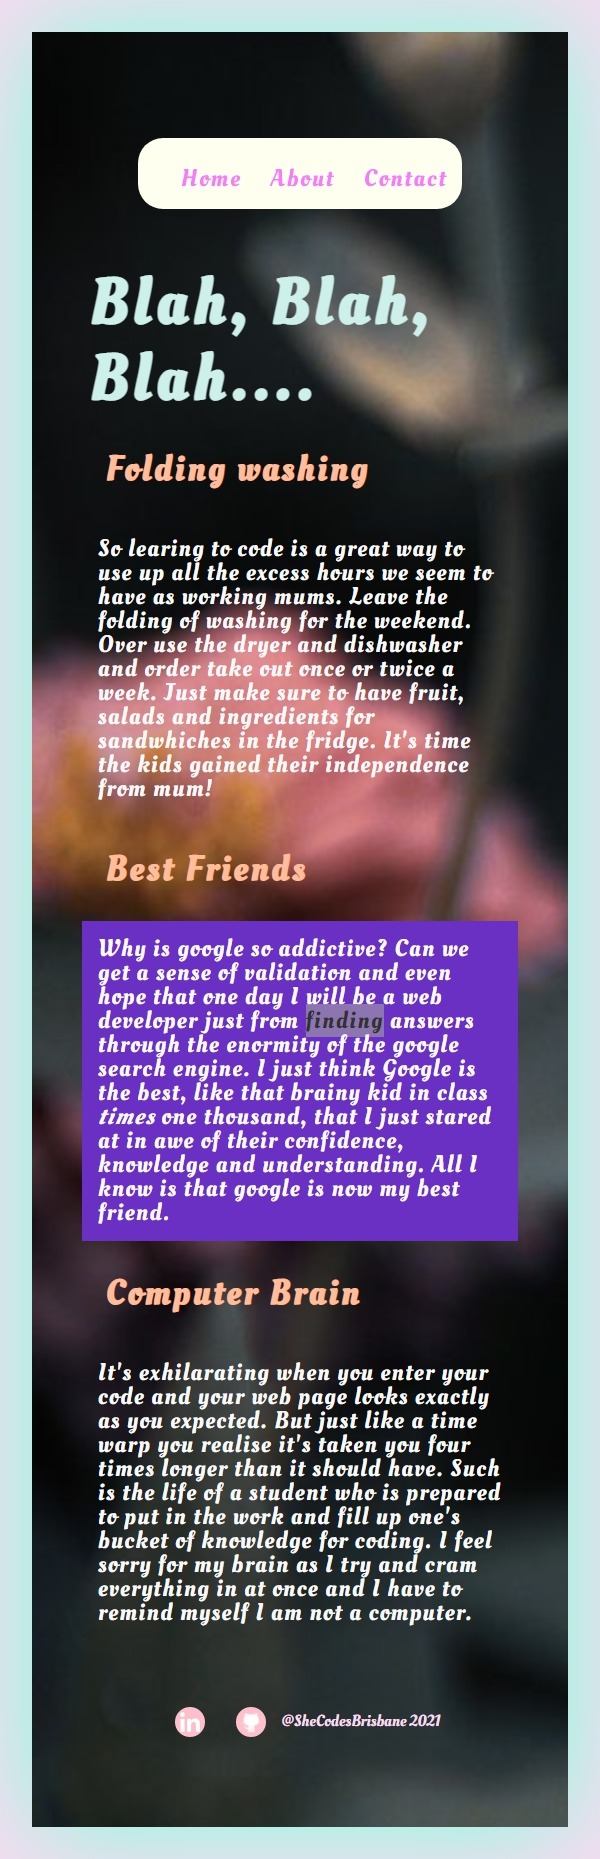 Home About Contact
Blah, Blah,
Blah....
Folding washing
So learing to code is a great way to
use up all the excess hours we seem to
have as working mums. Leave the
folding of washing for the weekend.
Over use the dryer and dishwasher
and order take out once or twice a
week. Just make sure to have fruit,
salads and ingredients for
sandwhiches in the fridge. It's time
the kids gained their independence
from mum!
Best Friends
Why is google so addictive? Can we
get a sense of validation and even
hope that one day I will be a web
developer just from finding answers
through the enormity of the google
search engine. I just think Google is
the best, like that brainy kid in class
times one thousand, that I just stared
at in awe of their confidence,
knowledge and understanding. All I
know is that google is now my best
friend.
Computer Brain
It's exhilarating when you enter your
code and your web page looks exactly
as you expected. But just like a time
warp you realise it's taken you four
times longer than it should have. Such
is the life of a student who is prepared
to put in the work and fill up one's
bucket of knowledge for coding. I feel
sorry for my brain as I try and cram
everything in at once and I have to
remind myself I am not a computer.
in @SheCodesBrisbane 2021